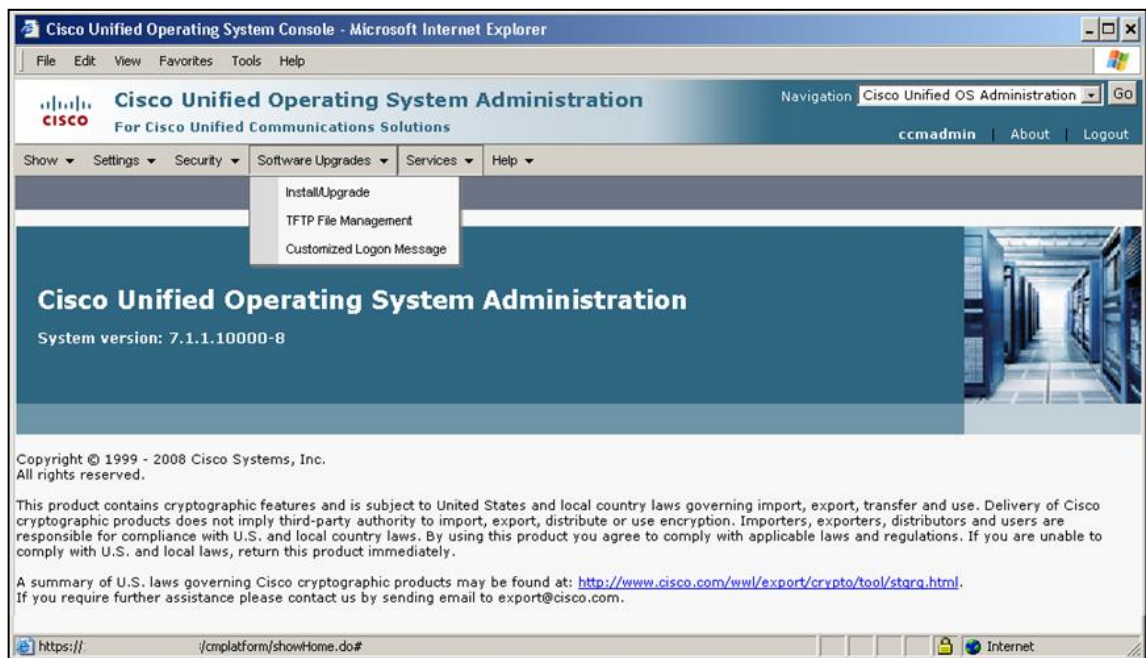 Cisco Unified Operating System Console - Microsoft Internet Explorer
File Edit View Favorites Tools Help
CISCO
Cisco Unified Operating System Administration
For Cisco Unified Communications Solutions
Navigation Cisco Unified OS Administration Go
ccmadmin | About | Logout
Show Settings Security Software Upgrades Services Help
Install/Upgrade
TFTP File Management
Customized Logon Message
Cisco Unified Operating System Administration
System version: 7.1.1.10000-8
Copyright © 1999 - 2008 Cisco Systems, Inc.
All rights reserved.
This product contains cryptographic features and is subject to United States and local country laws governing import, export, transfer and use. Delivery of Cisco
cryptographic products does not imply third-party authority to import, export, distribute or use encryption. Importers, exporters, distributors and users are
responsible for compliance with U.S. and local country laws. By using this product you agree to comply with applicable laws and regulations. If you are unable to
comply with U.S. and local laws, return this product immediately.
A summary of U.S. laws governing Cisco cryptographic products may be found at: http://www.cisco.com/wwl/export/crypto/tool/stqrg.html.
If you require further assistance please contact us by sending email to export@cisco.com.
https:// /cmplatform/showHome.do#
Internet